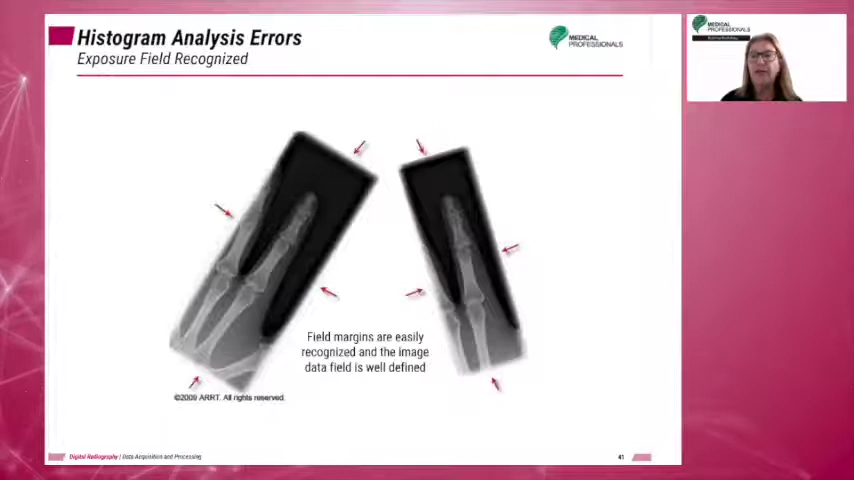 Histogram Analysis Errors
Exposure Field Recognized
MEDICAL
PROFESSIONALS
MEDICAL
PROFESSIONALS
Field margins are easily
recognized and the image
data field is well defined
©2009 ARRT. All rights reserved.
Digital Radiography | Data Acquisition and Processing
41